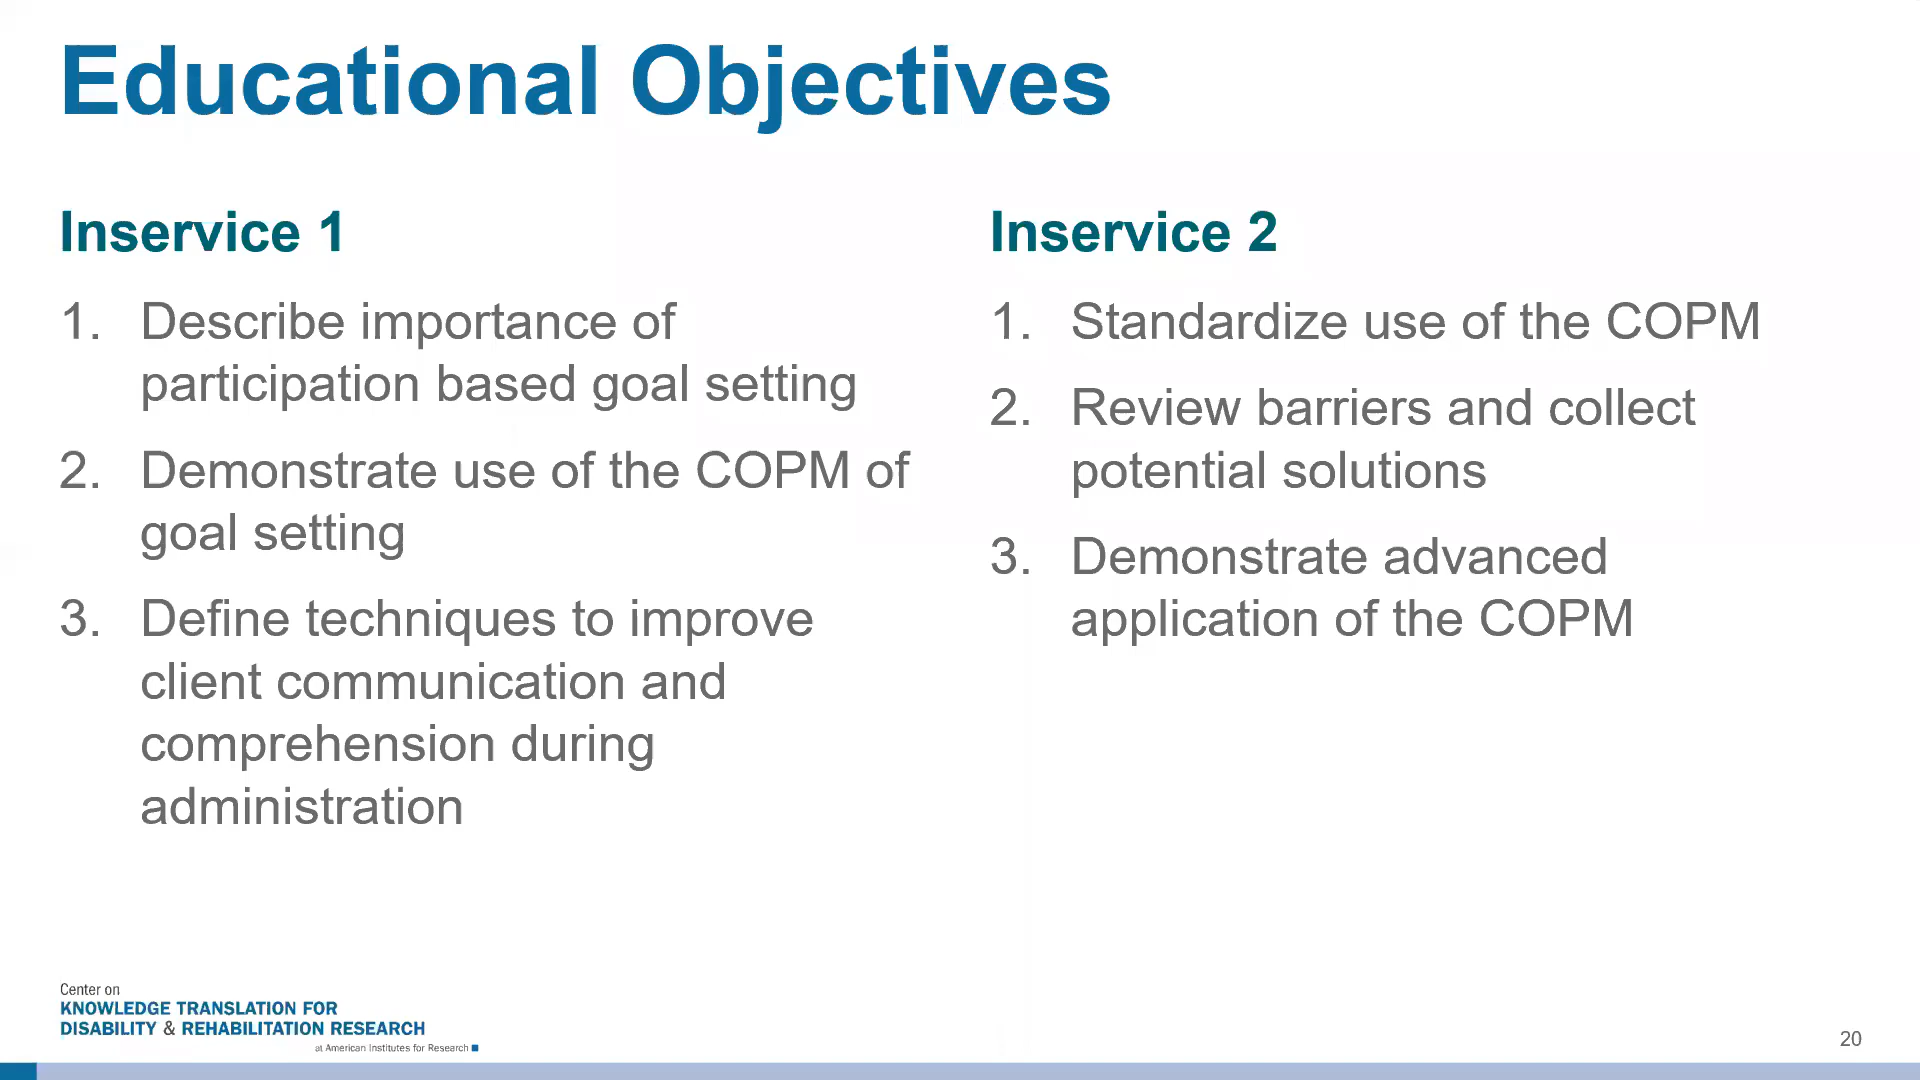 Educational Objectives
Inservice 1
1. Describe importance of
participation based goal setting
2. Demonstrate use of the COPM of
goal setting
3. Define techniques to improve
client communication and
comprehension during
administration
Inservice 2
1. Standardize use of the COPM
2. Review barriers and collect
potential solutions
3. Demonstrate advanced
application of the COPM
Center on
KNOWLEDGE TRANSLATION FOR
DISABILITY & REHABILITATION RESEARCH
at American Institutes for Research
20